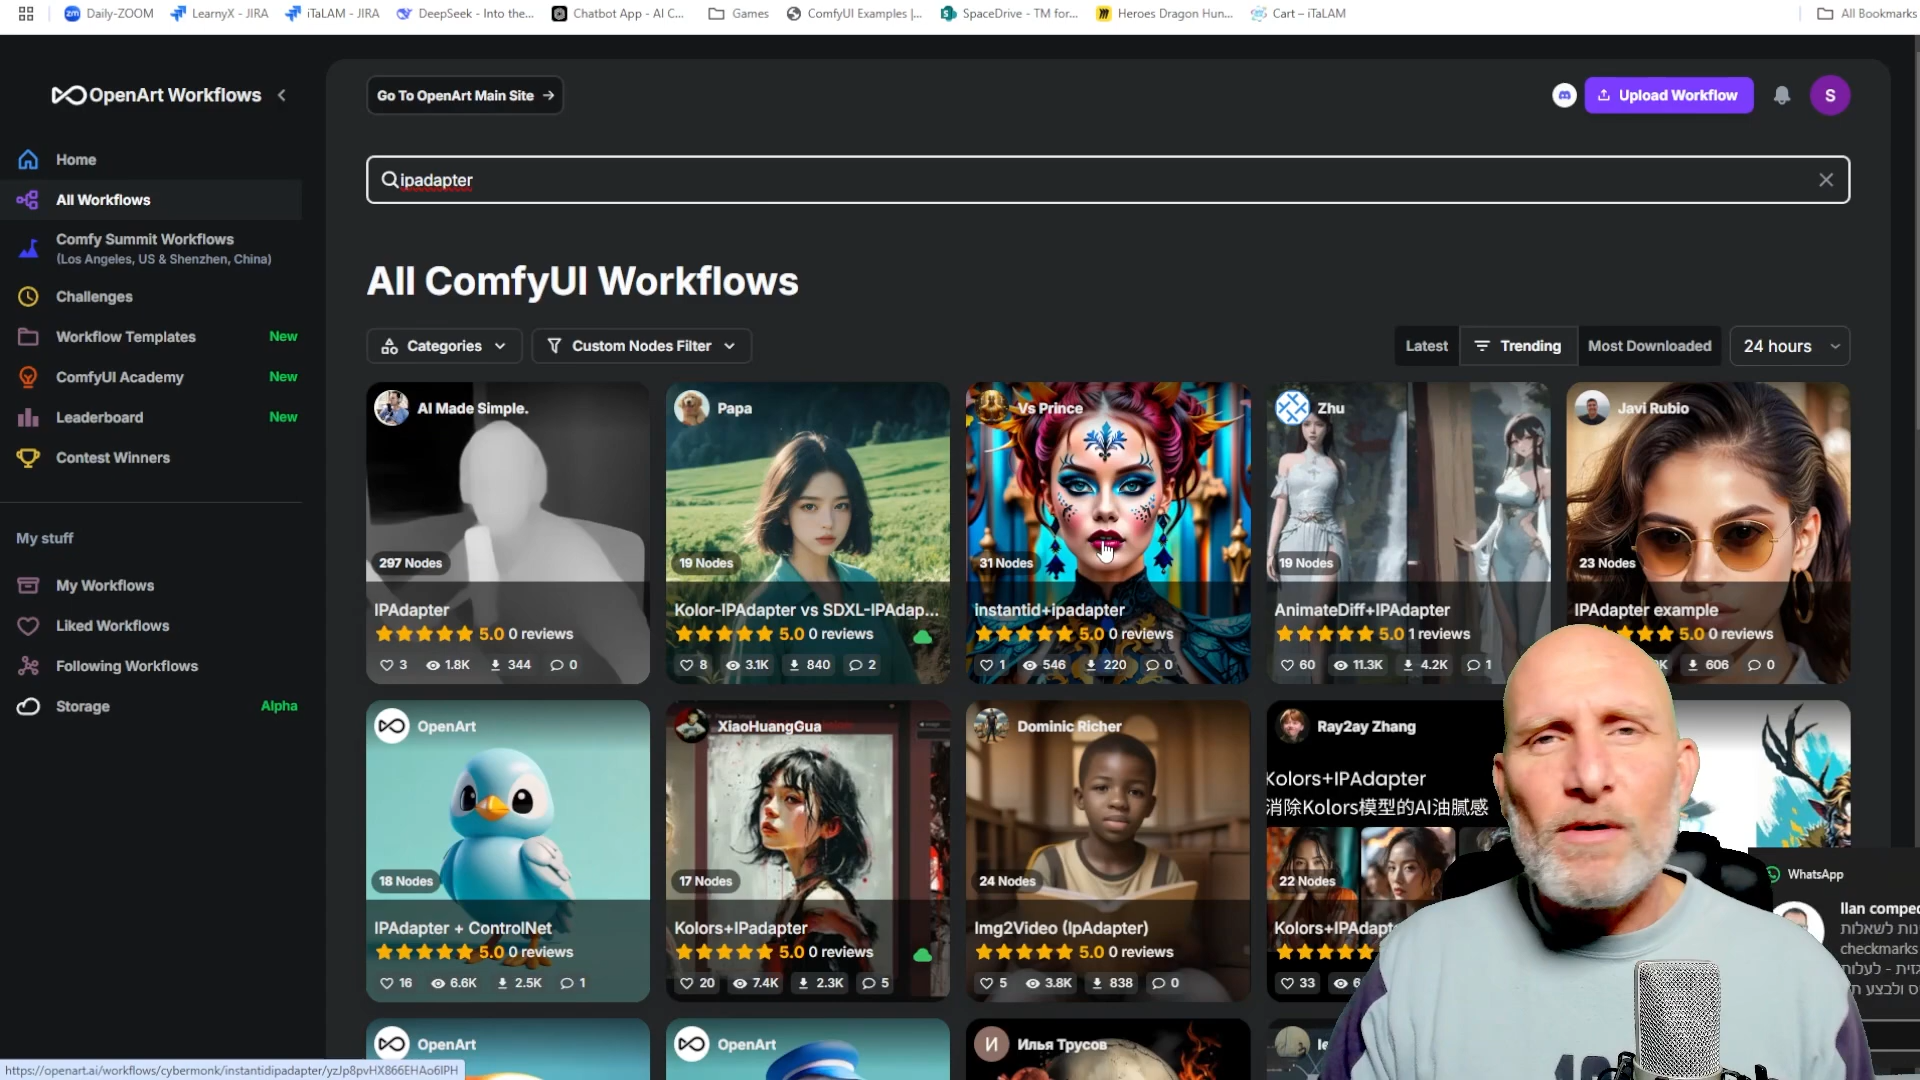 Daily-ZOOM
LearnyX - JIRA
iTaLAM - JIRA
DeepSeek - Into the...
Chatbot App - AI C...
Games
ComfyUI Examples |...
SpaceDrive - TM for...
Heroes Dragon Hun...
Cart – iTaLAM
All Bookmarks
OpenArt Workflows
Go To OpenArt Main Site →
Upload Workflow
S
Home
All Workflows
Comfy Summit Workflows
(Los Angeles, US & Shenzhen, China)
Challenges
Workflow Templates New
ComfyUI Academy New
Leaderboard New
Contest Winners
My stuff
My Workflows
Liked Workflows
Following Workflows
Storage Alpha
ipadapter
All ComfyUI Workflows
Categories
Custom Nodes Filter
Latest
Trending
Most Downloaded
24 hours
AI Made Simple.
297 Nodes
IPAdapter
5.0 0 reviews
3 1.8K 344 0
Papa
19 Nodes
Kolor-IPAdapter vs SDXL-IPAdap...
5.0 0 reviews
8 3.1K 840 2
Vs Prince
31 Nodes
instantid+ipadapter
5.0 0 reviews
1 546 220 0
Zhu
19 Nodes
AnimateDiff+IPAdapter
5.0 1 reviews
60 11.3K 4.2K 1
Javi Rubio
23 Nodes
IPAdapter example
5.0 0 reviews
606 0
OpenArt
18 Nodes
IPAdapter + ControlNet
5.0 0 reviews
16 6.6K 2.5K 1
XiaoHuangGua
17 Nodes
Kolors+IPadapter
5.0 0 reviews
20 7.4K 2.3K 5
Dominic Richer
24 Nodes
Img2Video (IpAdapter)
5.0 0 reviews
5 3.8K 838 0
Ray2ay Zhang
Kolors+IPAdapter
消除Kolors模型的AI油腻感
22 Nodes
Kolors+IPAdapt
33
OpenArt
OpenArt
Илья Трусов
WhatsApp
Ilan comped
ינות לשאלות
checkmarks
גזית - לעלות
ס ולבצע ת
https://openart.ai/workflows/cybermonk/instantidipadapter/yzJp8pvHX866EHAo6IPH